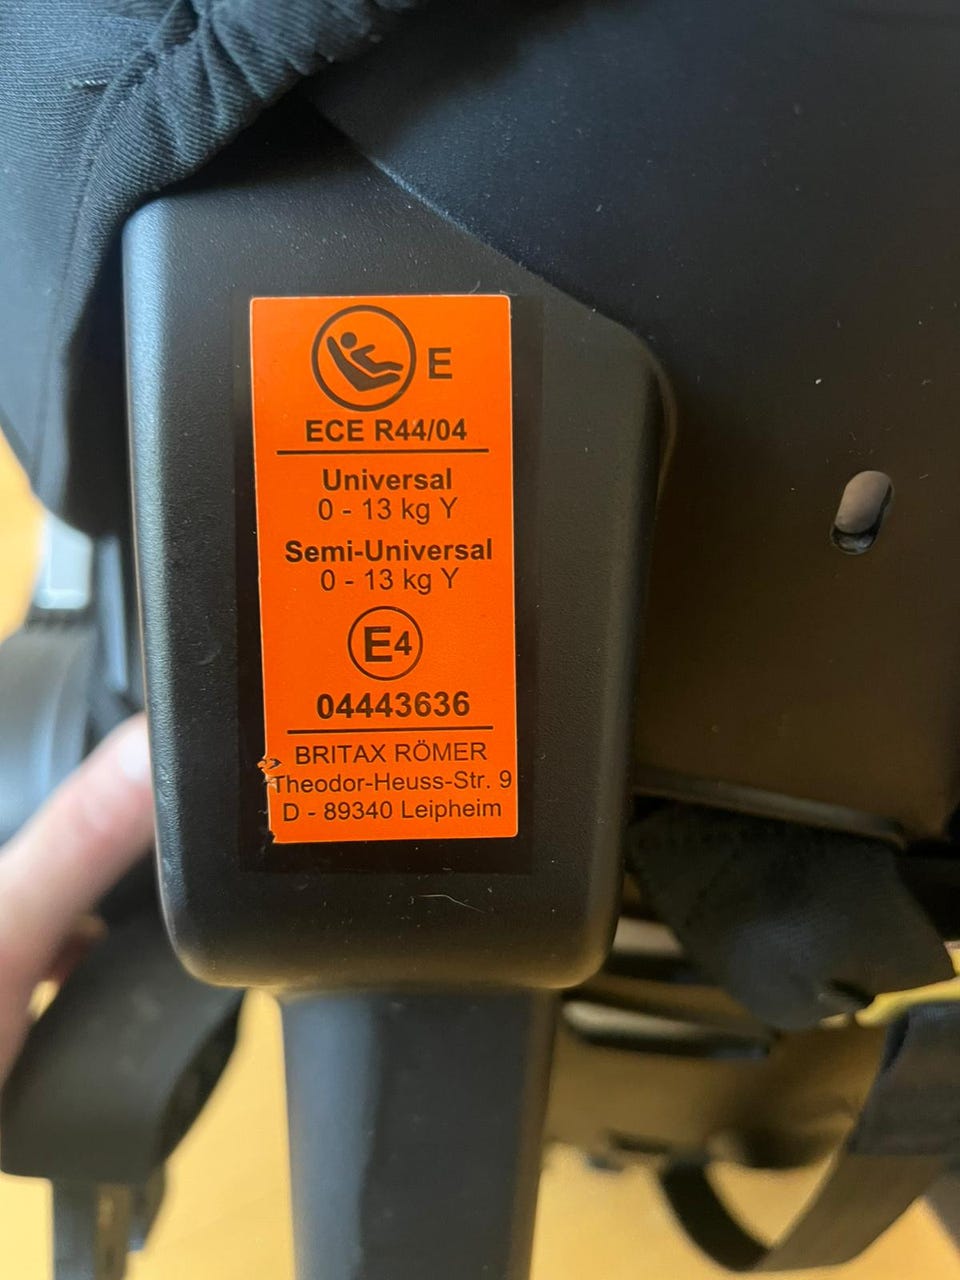 E
ECE R44/04
Universal
0 - 13 kg Y
Semi-Universal
0 - 13 kg Y
E4
04443636
BRITAX RÖMER
Theodor-Heuss-Str. 9
D - 89340 Leipheim